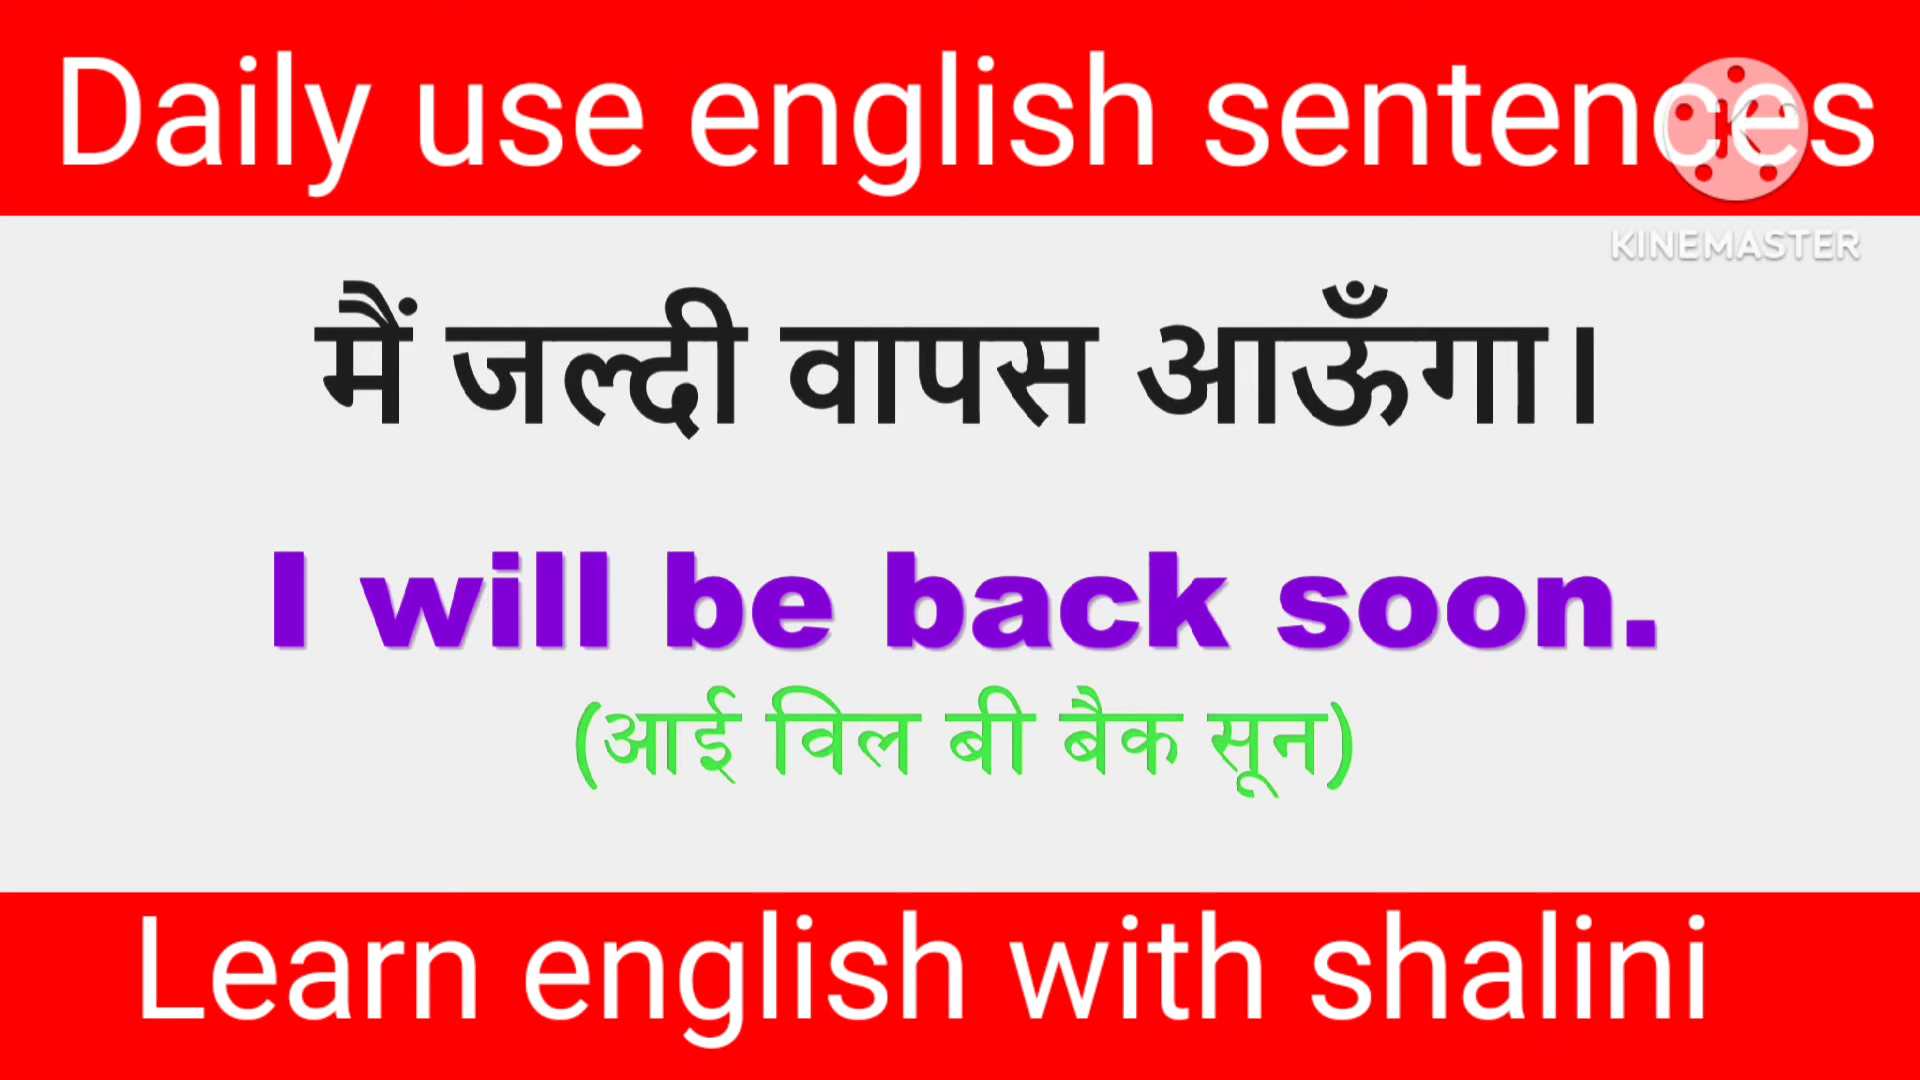 Daily use english sentences
KINEMASTER
मैं जल्दी वापस आऊँगा।
I will be back soon.
(आई विल बी बैक सून)
Learn english with shalini